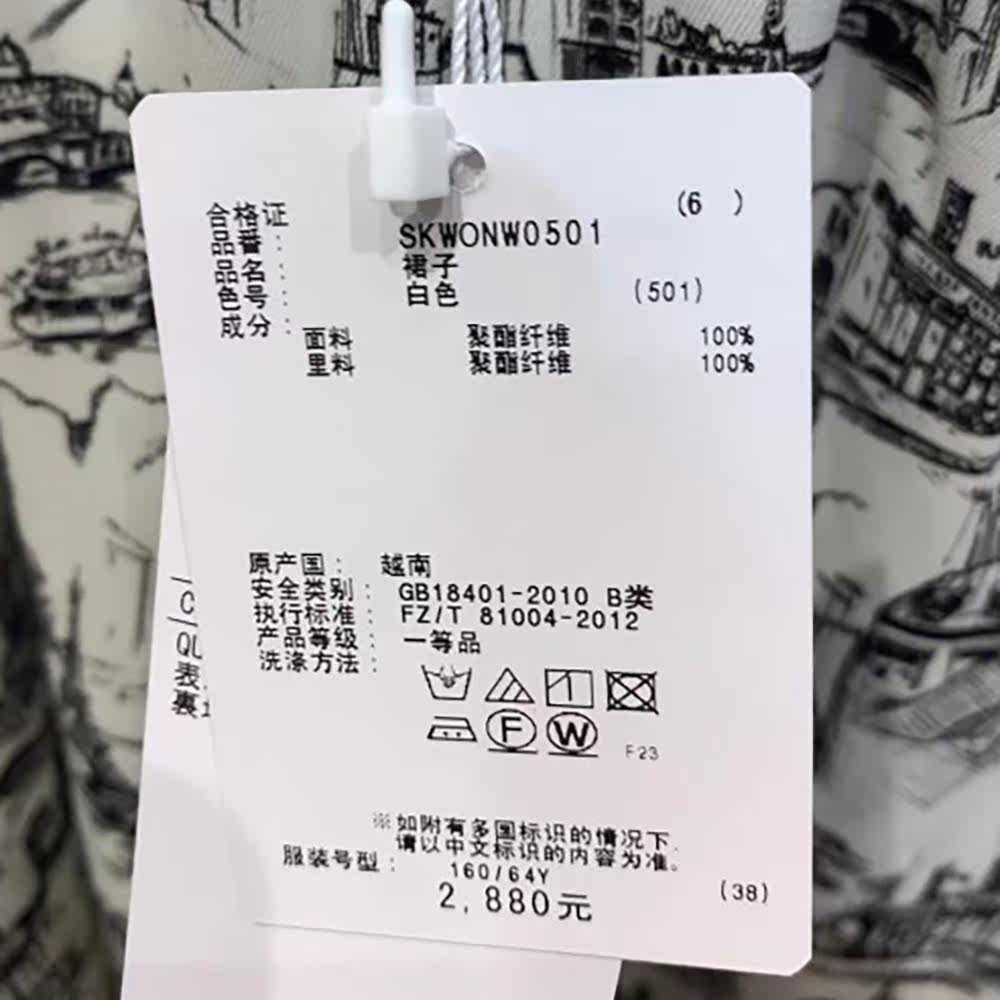 (6 )
合格证
品番： SKWONW0501
品名： 裙子
色号： 白色 (501)
成分：
面料 聚酯纤维 100%
里料 聚酯纤维 100%
原产国： 越南
安全类别： GB18401-2010 B类
执行标准： FZ/T 81004-2012
产品等级： 一等品
洗涤方法：
F W F23
※如附有多国标识的情况下，
请以中文标识的内容为准。
服装号型： 160/64Y
2,880元 (38)
C
QU
表
裏